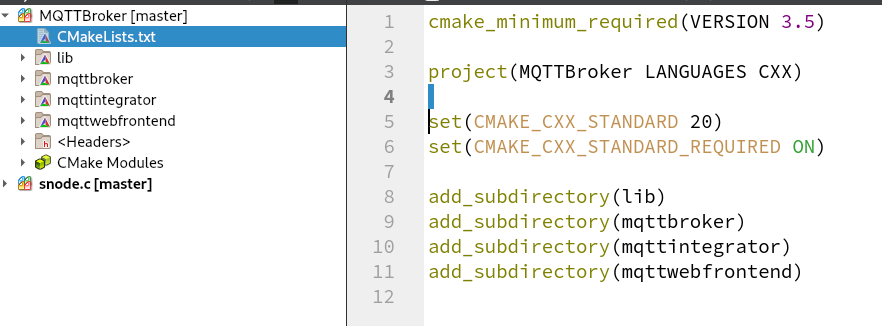 MQTTBroker [master]
CMakeLists.txt
lib
mqttbroker
mqttintegrator
mqttwebfrontend
<Headers>
CMake Modules
snode.c [master]
1 cmake_minimum_required(VERSION 3.5)
2
3 project(MQTTBroker LANGUAGES CXX)
4
5 set(CMAKE_CXX_STANDARD 20)
6 set(CMAKE_CXX_STANDARD_REQUIRED ON)
7
8 add_subdirectory(lib)
9 add_subdirectory(mqttbroker)
10 add_subdirectory(mqttintegrator)
11 add_subdirectory(mqttwebfrontend)
12